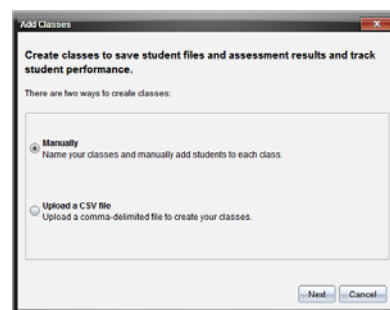 Add Classes
Create classes to save student files and assessment results and track
student performance.
There are two ways to create classes:
Manually
Name your classes and manually add students to each class.
Upload a CSV file
Upload a comma-delimited file to create your classes.
Next Cancel